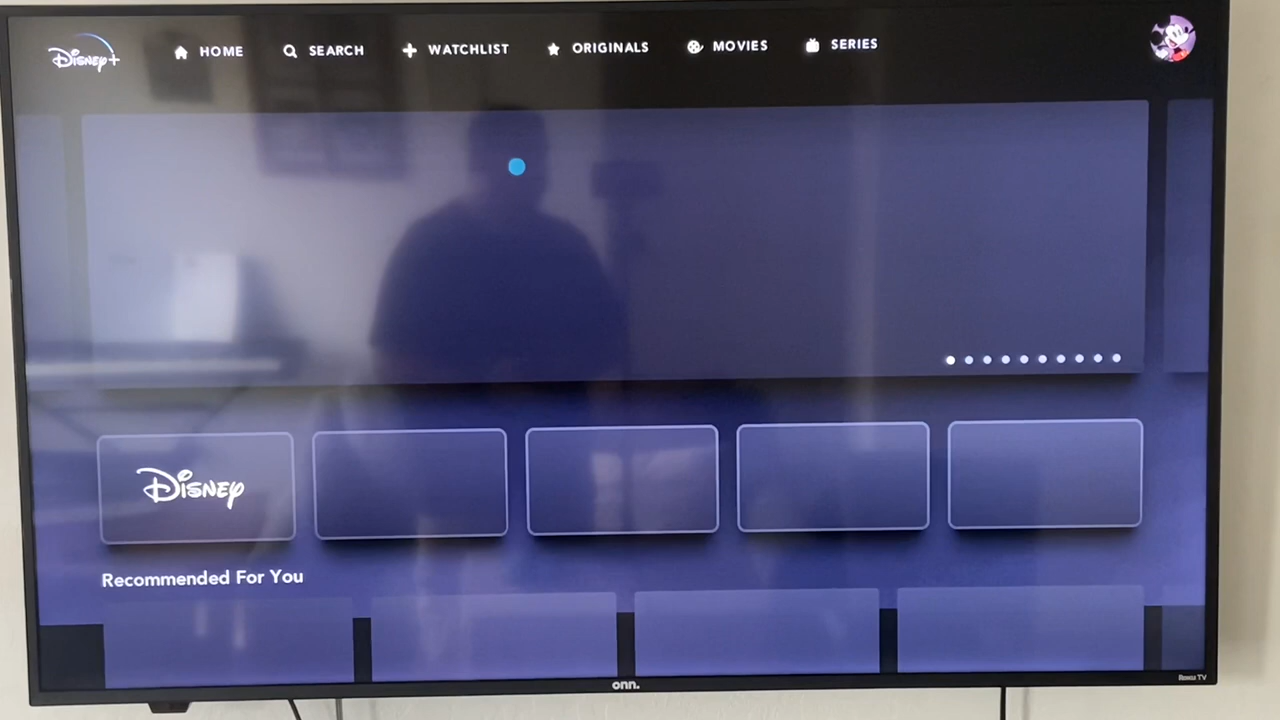 Disney+ HOME SEARCH WATCHLIST ORIGINALS MOVIES SERIES
Disney
Recommended For You
onn.
Roku TV